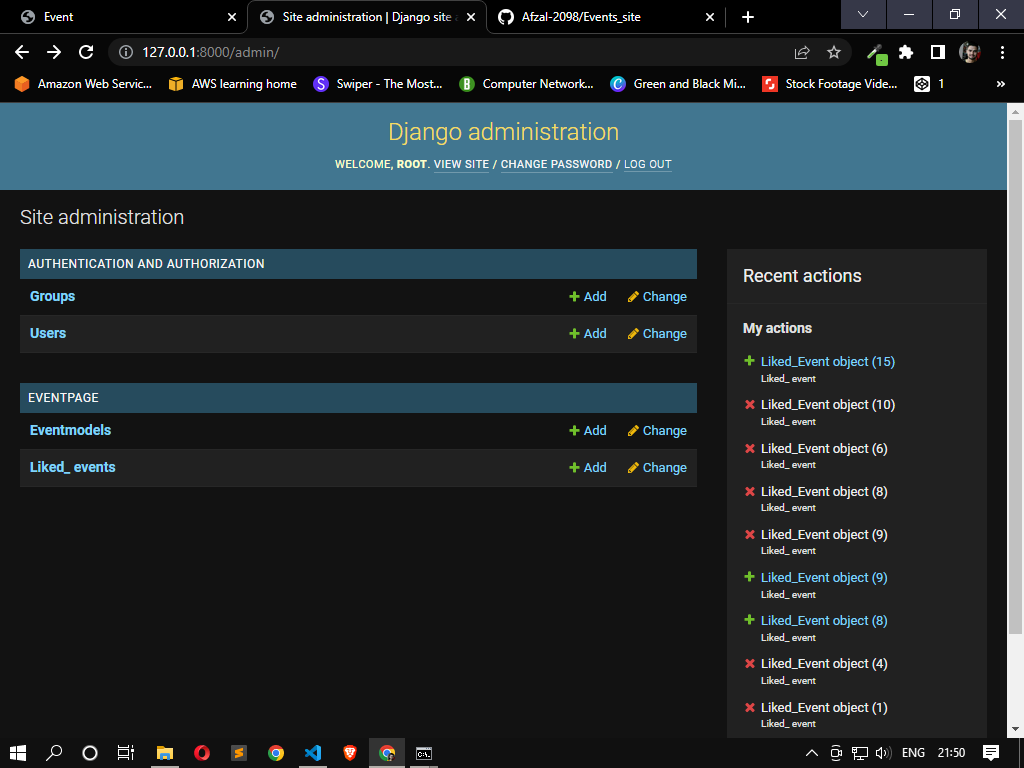 Event
Site administration | Django site
Afzal-2098/Events_site
127.0.0.1:8000/admin/
Amazon Web Servic...
AWS learning home
S
Swiper - The Most...
B
Computer Network...
C
Green and Black Mi...
Stock Footage Vide...
1
»
Django administration
WELCOME, ROOT. VIEW SITE / CHANGE PASSWORD / LOG OUT
Site administration
AUTHENTICATION AND AUTHORIZATION
Groups
Add
Change
Users
Add
Change
EVENTPAGE
Eventmodels
Add
Change
Liked_ events
Add
Change
Recent actions
My actions
Liked_Event object (15)
Liked_ event
Liked_Event object (10)
Liked_ event
Liked_Event object (6)
Liked_ event
Liked_Event object (8)
Liked_ event
Liked_Event object (9)
Liked_ event
Liked_Event object (9)
Liked_ event
Liked_Event object (8)
Liked_ event
Liked_Event object (4)
Liked_ event
Liked_Event object (1)
Liked_ event
ENG
21:50